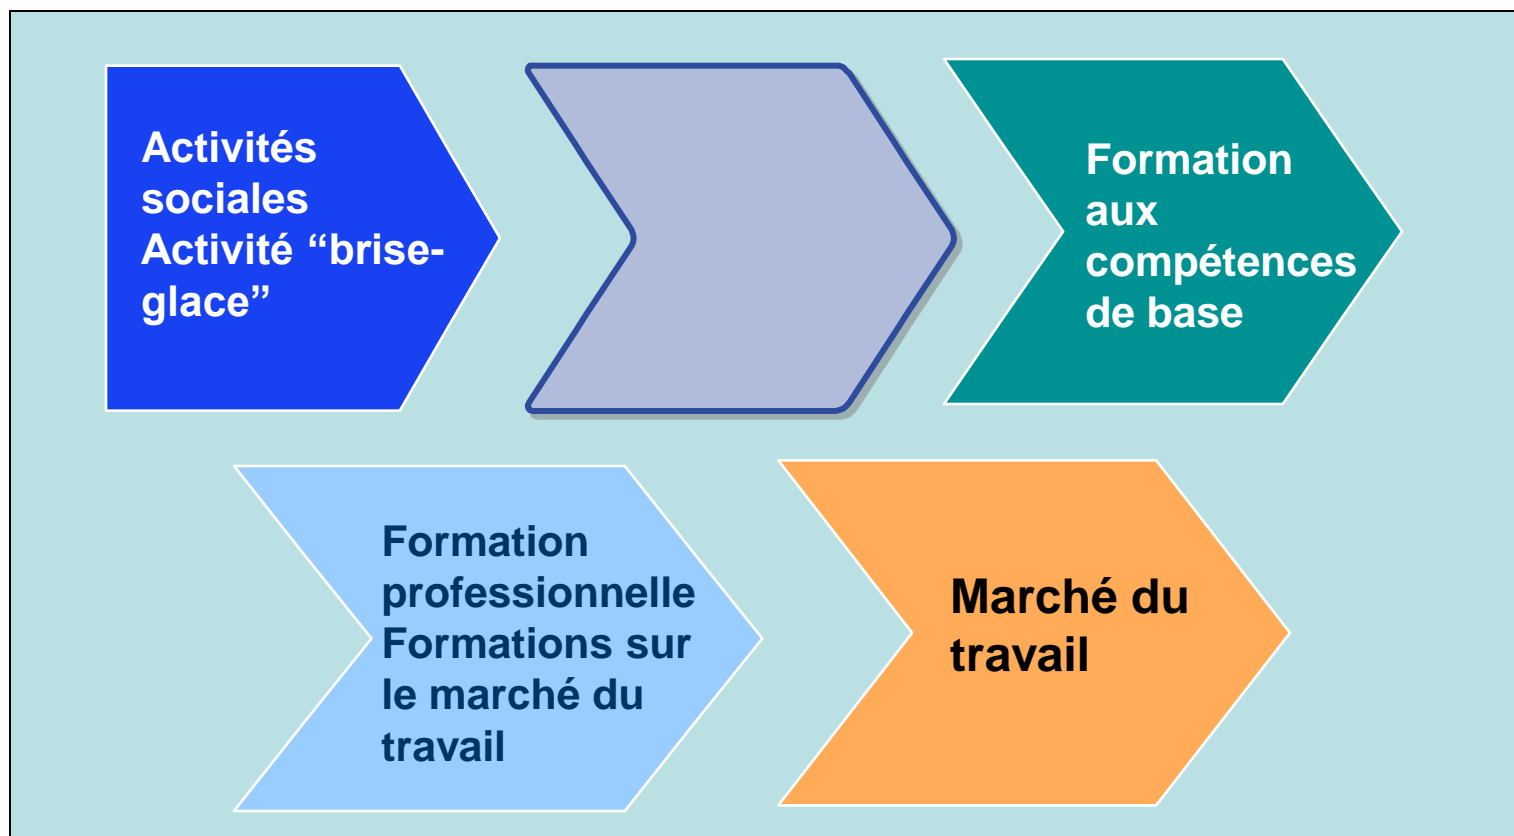 Activités
sociales
Activité “brise-
glace”
Formation
aux
compétences
de base
Formation
professionnelle
Formations sur
le marché du
travail
Marché du
travail